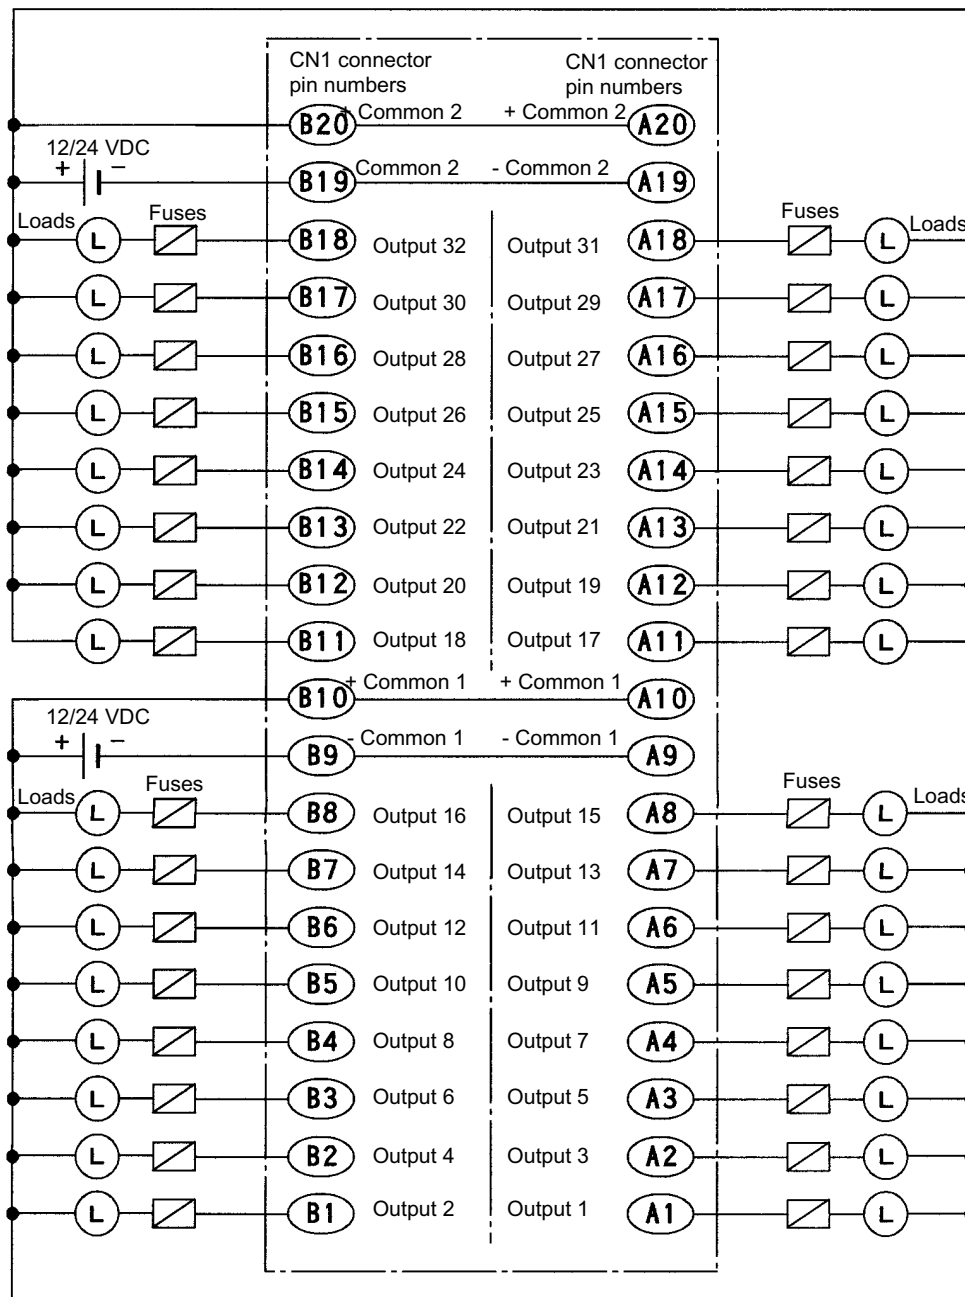 CN1 connector pin numbers CN1 connector pin numbers
B20 + Common 2 + Common 2 A20
12/24 VDC
+ −
B19 Common 2 - Common 2 A19
Loads L Fuses B18 Output 32 Output 31 A18 Fuses L Loads
L B17 Output 30 Output 29 A17 L
L B16 Output 28 Output 27 A16 L
L B15 Output 26 Output 25 A15 L
L B14 Output 24 Output 23 A14 L
L B13 Output 22 Output 21 A13 L
L B12 Output 20 Output 19 A12 L
L B11 Output 18 Output 17 A11 L
B10 + Common 1 + Common 1 A10
12/24 VDC
+ −
B9 - Common 1 - Common 1 A9
Loads L Fuses B8 Output 16 Output 15 A8 Fuses L Loads
L B7 Output 14 Output 13 A7 L
L B6 Output 12 Output 11 A6 L
L B5 Output 10 Output 9 A5 L
L B4 Output 8 Output 7 A4 L
L B3 Output 6 Output 5 A3 L
L B2 Output 4 Output 3 A2 L
L B1 Output 2 Output 1 A1 L